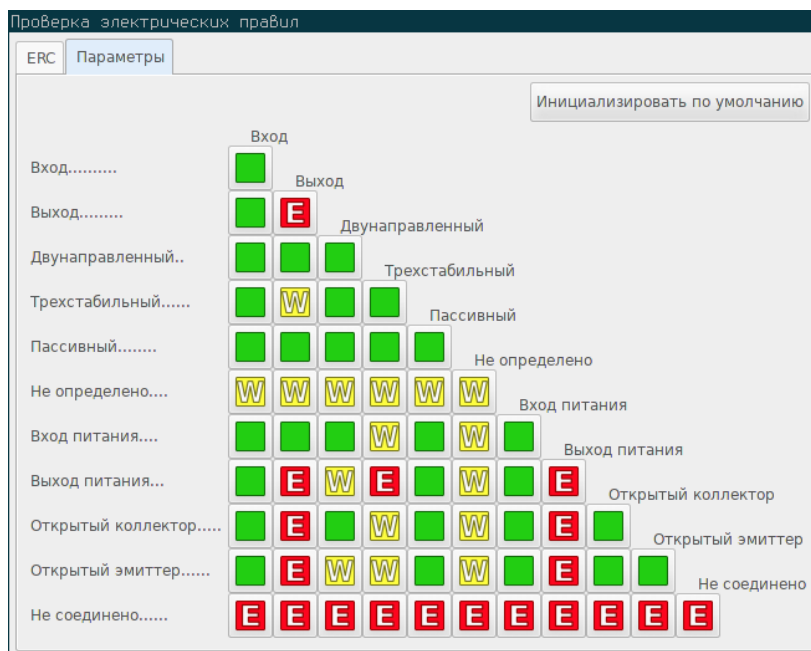 Проверка электрических правил
ERC Параметры
Инициализировать по умолчанию
Вход
Вход..........
Выход
Выход.........
Двунаправленный
Двунаправленный..
Трехстабильный
W
Трехстабильный......
Пассивный
Пассивный........
Не определено
Не определено.... W W W W W W
Вход питания
Вход питания.... W W
Выход питания
Выход питания... E W E W E
Открытый коллектор
Открытый коллектор..... E W W E
Открытый эмиттер
Открытый эмиттер...... E W W W E
Не соединено
Не соединено...... E E E E E E E E E E E